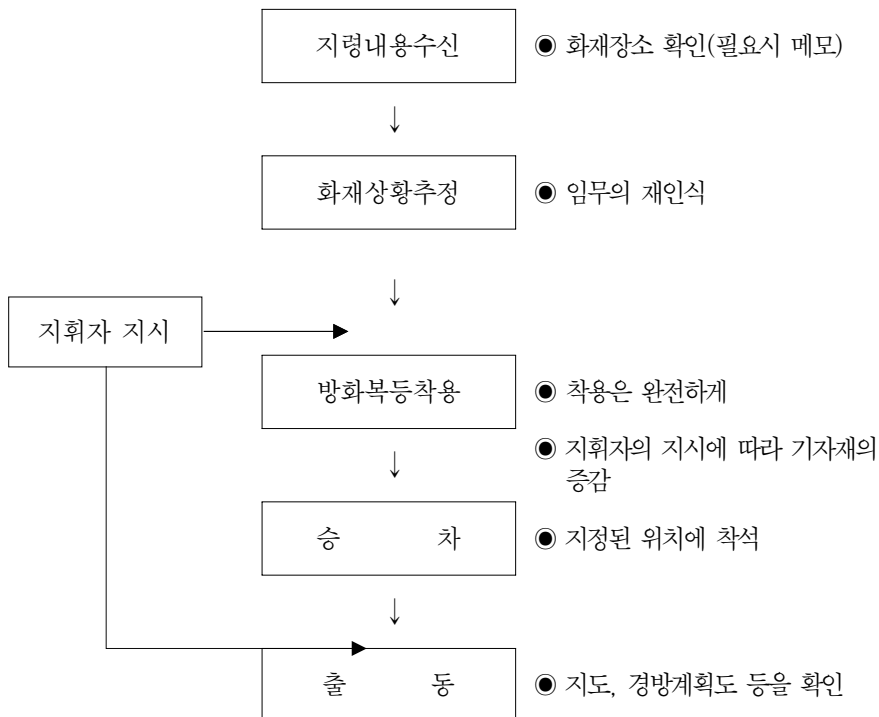 지령내용수신 ◉ 화재장소 확인(필요시 메모)
↓
화재상황추정 ◉ 임무의 재인식
↓
지휘자 지시
방화복등착용 ◉ 착용은 완전하게
◉ 지휘자의 지시에 따라 기자재의
증감
↓
승 차 ◉ 지정된 위치에 착석
↓
출 동 ◉ 지도, 경방계획도 등을 확인